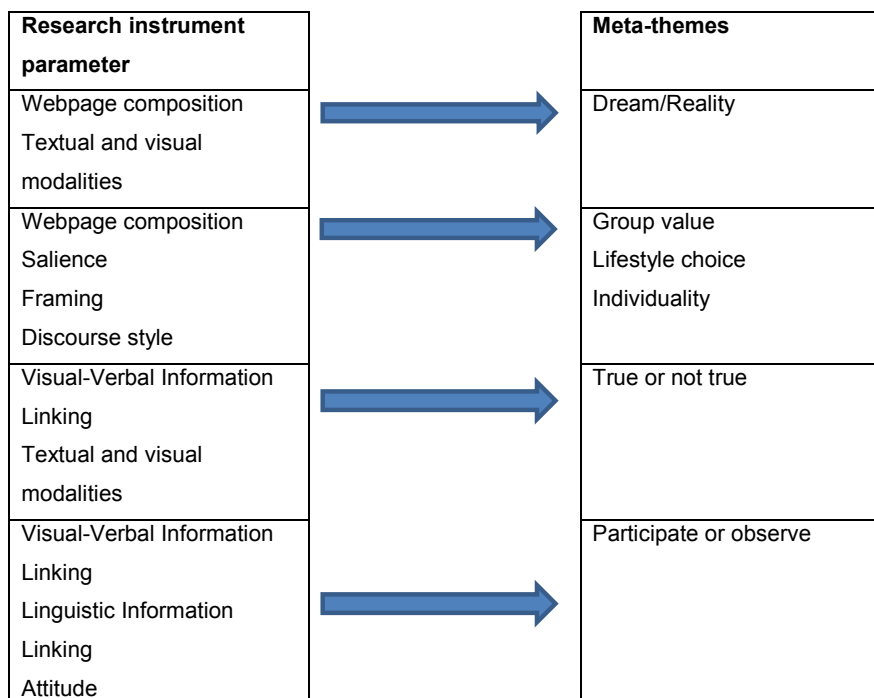 Research instrument
parameter
Meta-themes
Webpage composition
Textual and visual
modalities
Dream/Reality
Webpage composition
Salience
Framing
Discourse style
Group value
Lifestyle choice
Individuality
Visual-Verbal Information
Linking
Textual and visual
modalities
True or not true
Visual-Verbal Information
Linking
Linguistic Information
Linking
Attitude
Participate or observe